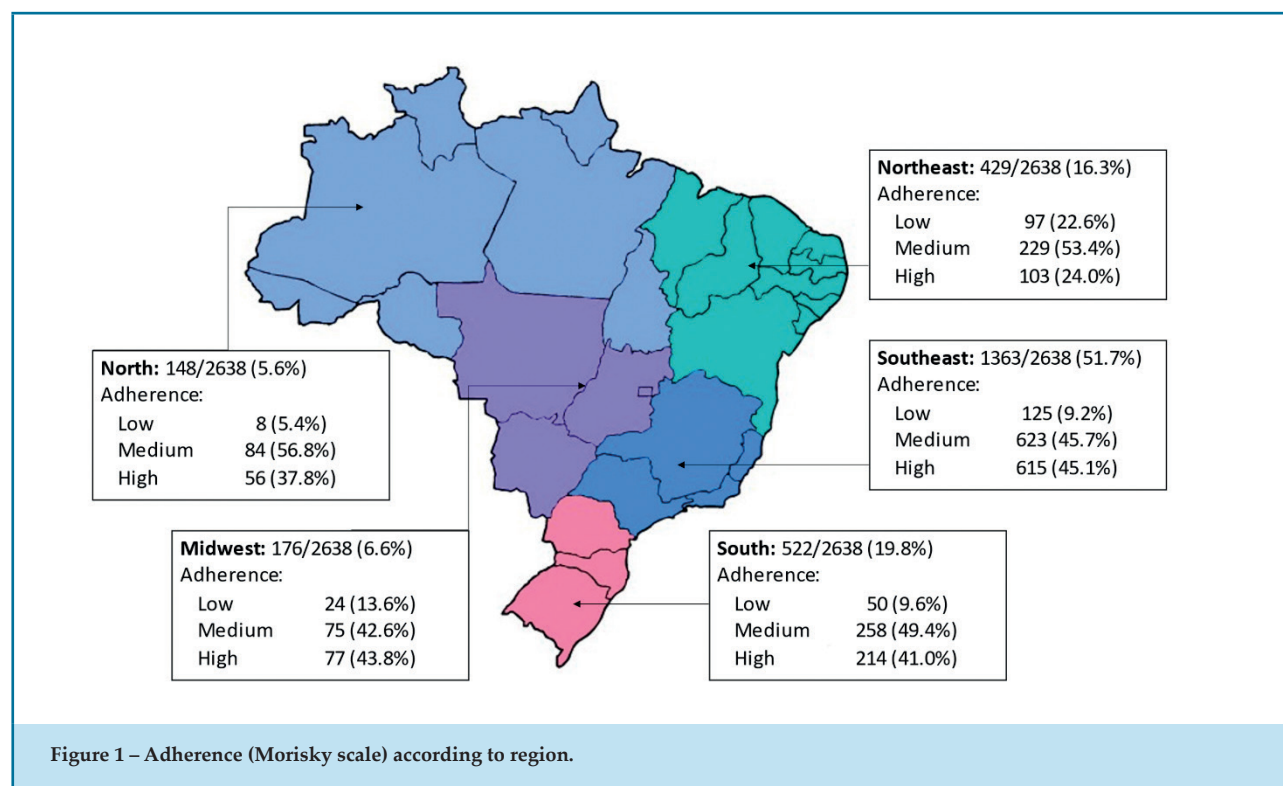 Northeast: 429/2638 (16.3%)
Adherence:
Low 97 (22.6%)
Medium 229 (53.4%)
High 103 (24.0%)
North: 148/2638 (5.6%)
Adherence:
Low 8 (5.4%)
Medium 84 (56.8%)
High 56 (37.8%)
Southeast: 1363/2638 (51.7%)
Adherence:
Low 125 (9.2%)
Medium 623 (45.7%)
High 615 (45.1%)
Midwest: 176/2638 (6.6%)
Adherence:
Low 24 (13.6%)
Medium 75 (42.6%)
High 77 (43.8%)
South: 522/2638 (19.8%)
Adherence:
Low 50 (9.6%)
Medium 258 (49.4%)
High 214 (41.0%)
Figure 1 – Adherence (Morisky scale) according to region.